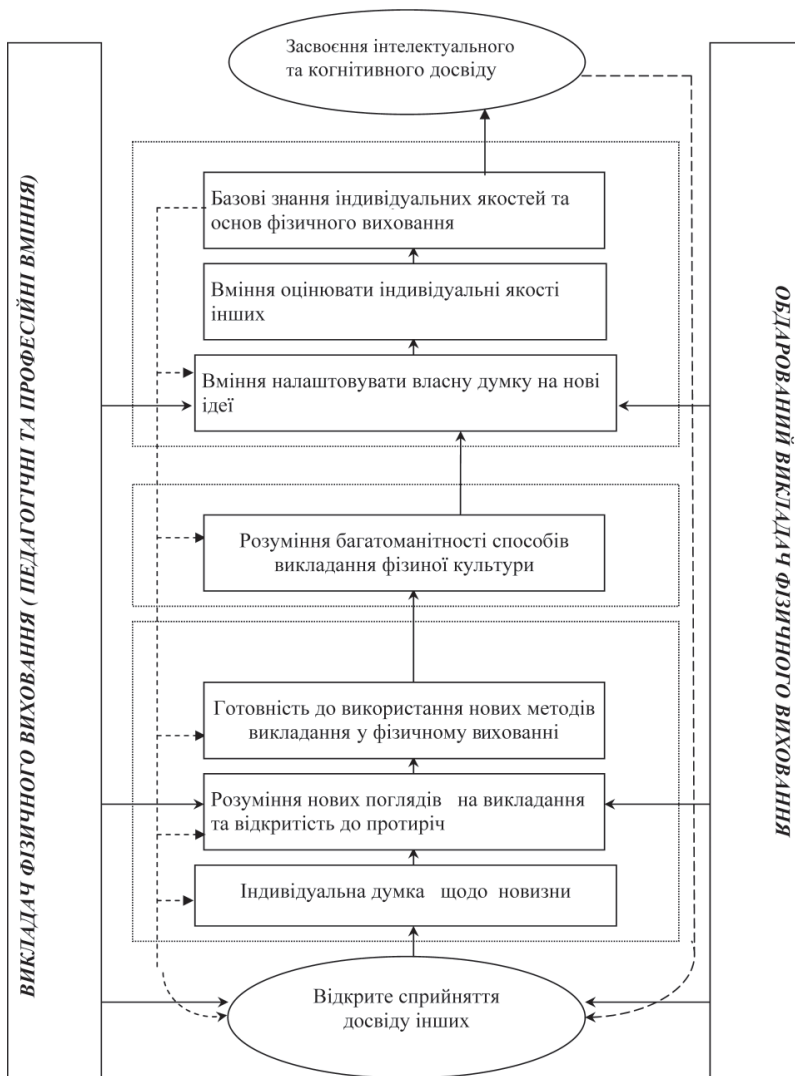 Засвоєння інтелектуального
та когнітивного досвіду
ВИКЛАДАЧ ФІЗИЧНОГО ВИХОВАННЯ ( ПЕДАГОГІЧНІ ТА ПРОФЕСІЙНІ ВМІННЯ)
Базові знання індивідуальних якостей та
основ фізичного виховання
Вміння оцінювати індивідуальні якості
інших
Вміння налаштовувати власну думку на нові
ідеї
Розуміння багатоманітності способів
викладання фізиної культури
Готовність до використання нових методів
викладання у фізичному вихованні
Розуміння нових поглядів на викладання
та відкритість до протиріч
Індивідуальна думка щодо новизни
Відкрите сприйняття
досвіду інших
ОБДАРОВАНИЙ ВИКЛАДАЧ ФІЗИЧНОГО ВИХОВАННЯ